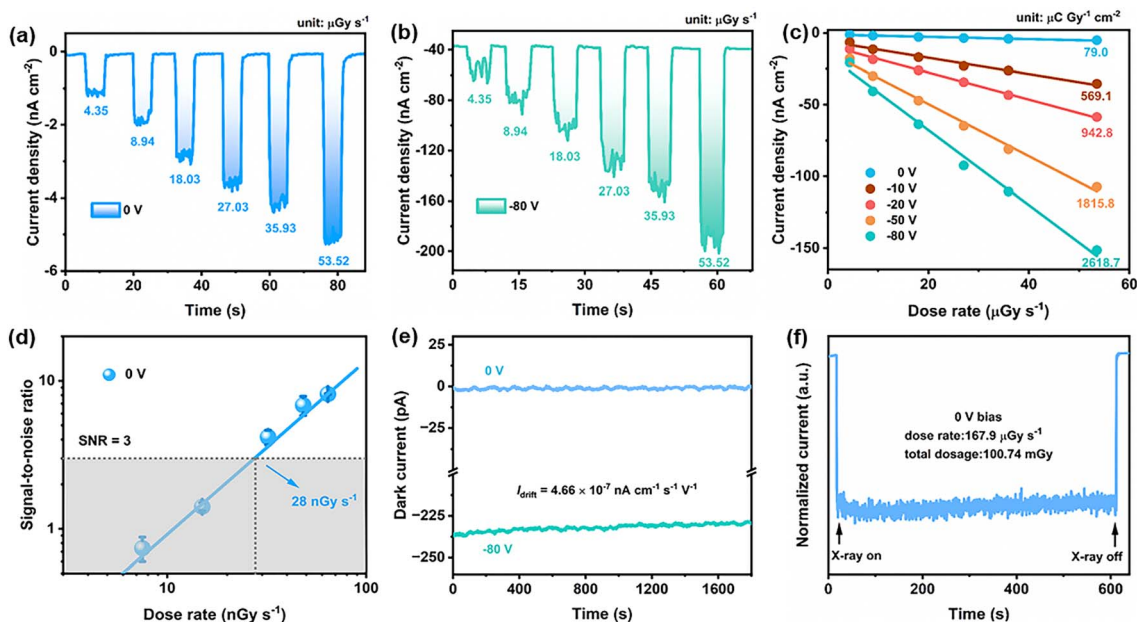 (a)
unit: μGy s⁻¹
Current density (nA cm⁻²)
0
-2
-4
-6
4.35
8.94
18.03
27.03
35.93
53.52
0 V
0 20 40 60 80
Time (s)
(b)
unit: μGy s⁻¹
Current density (nA cm⁻²)
-40
-80
-120
-160
-200
4.35
8.94
18.03
27.03
35.93
53.52
-80 V
0 15 30 45 60
Time (s)
(c)
unit: μC Gy⁻¹ cm⁻²
Current density (nA cm⁻²)
0
-50
-100
-150
79.0
569.1
942.8
1815.8
2618.7
0 V
-10 V
-20 V
-50 V
-80 V
0 20 40 60
Dose rate (μGy s⁻¹)
(d)
Signal-to-noise ratio
10
1
0 V
SNR = 3
28 nGy s⁻¹
10 100
Dose rate (nGy s⁻¹)
(e)
Dark current (pA)
25
0
−25
−225
−250
0 V
I_drift = 4.66 × 10⁻⁷ nA cm⁻¹ s⁻¹ V⁻¹
-80 V
0 400 800 1200 1600
Time (s)
(f)
Normalized current (a.u.)
0 V bias
dose rate:167.9 μGy s⁻¹
total dosage:100.74 mGy
X-ray on
X-ray off
0 200 400 600
Time (s)